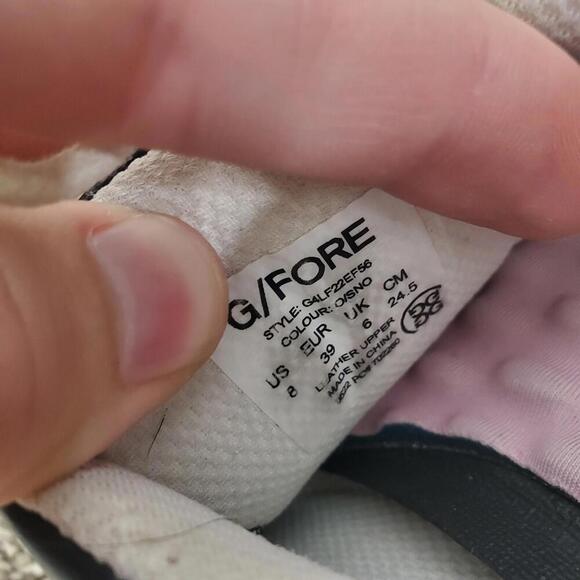 G/FORE
STYLE: G4LF22EF56
COLOUR: O/SNO
US EUR UK CM
8 39 6 24.5
LEATHER UPPER
MADE IN CHINA
PO#